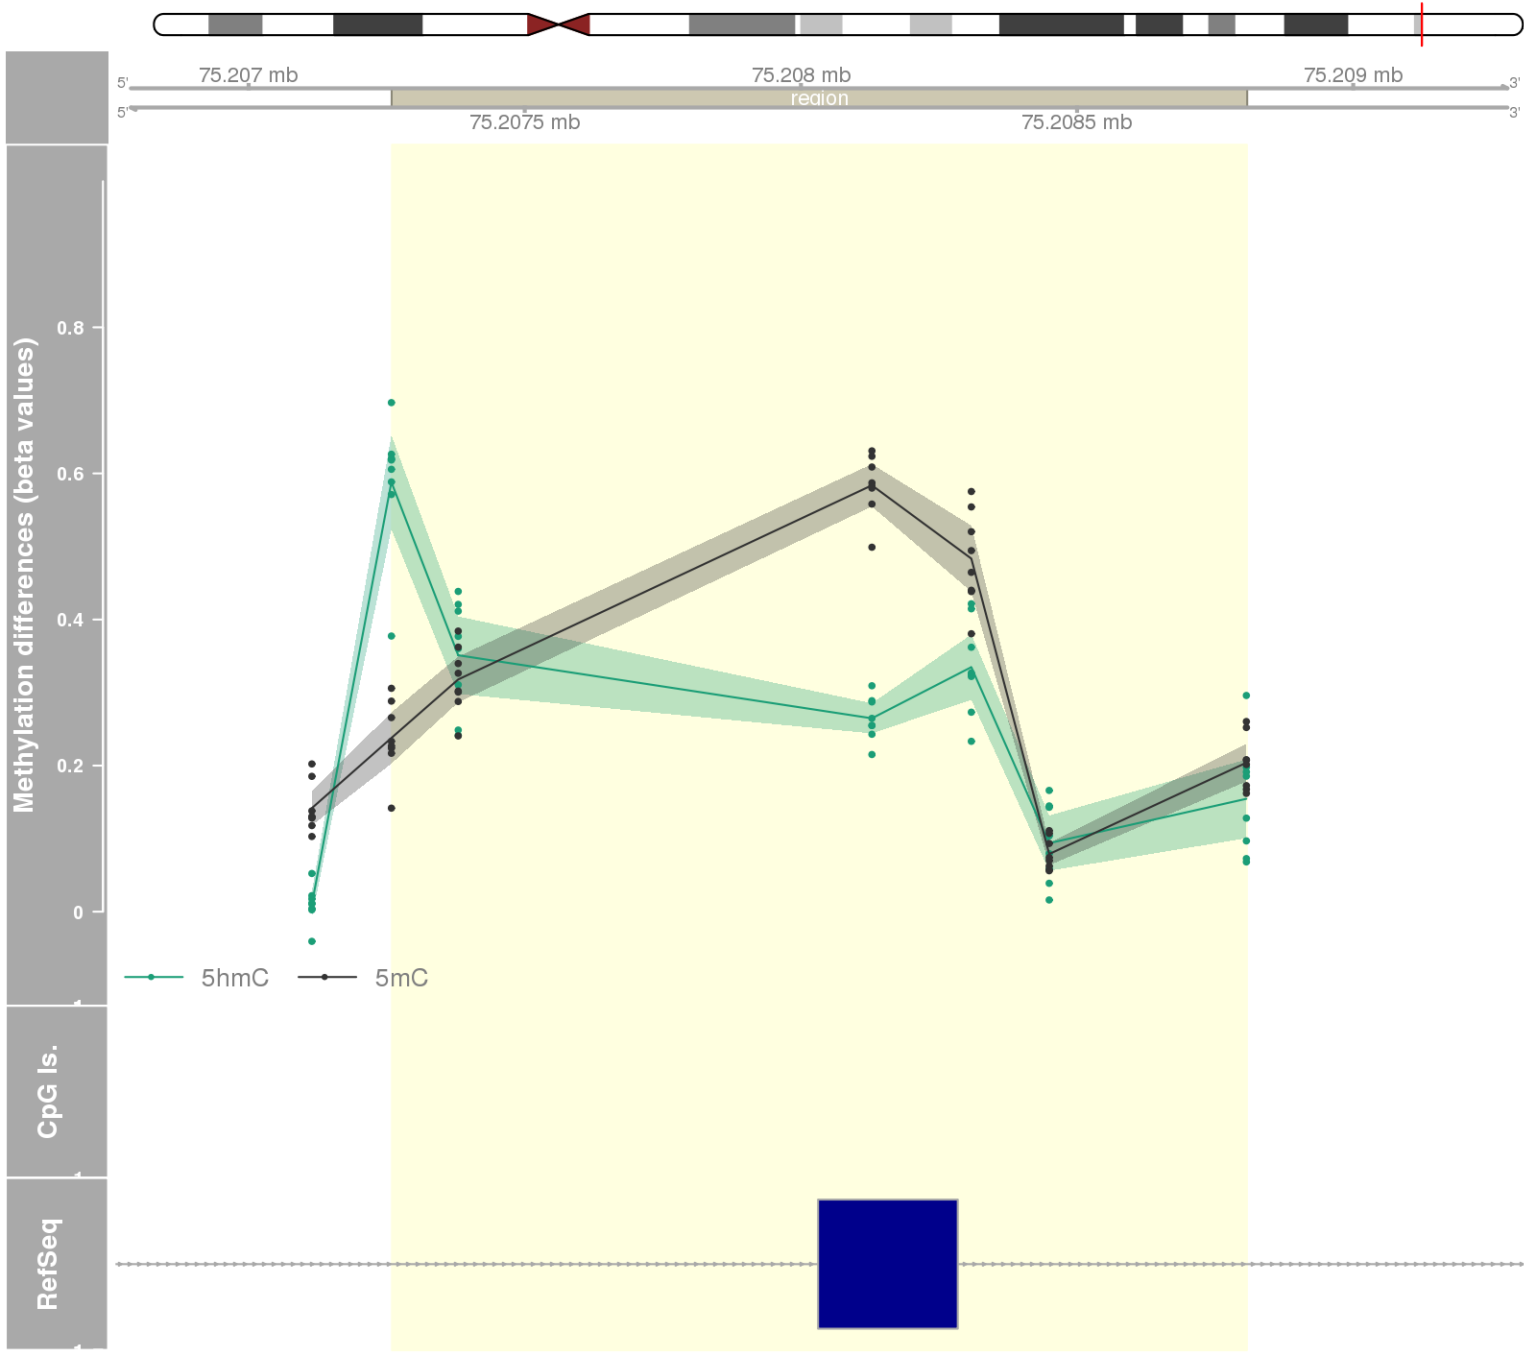 75.207 mb 75.208 mb 75.209 mb
5' 3'
region
5' 3'
75.2075 mb 75.2085 mb
Methylation differences (beta values)
0.8
0.6
0.4
0.2
0
5hmC 5mC
CpG Is.
RefSeq